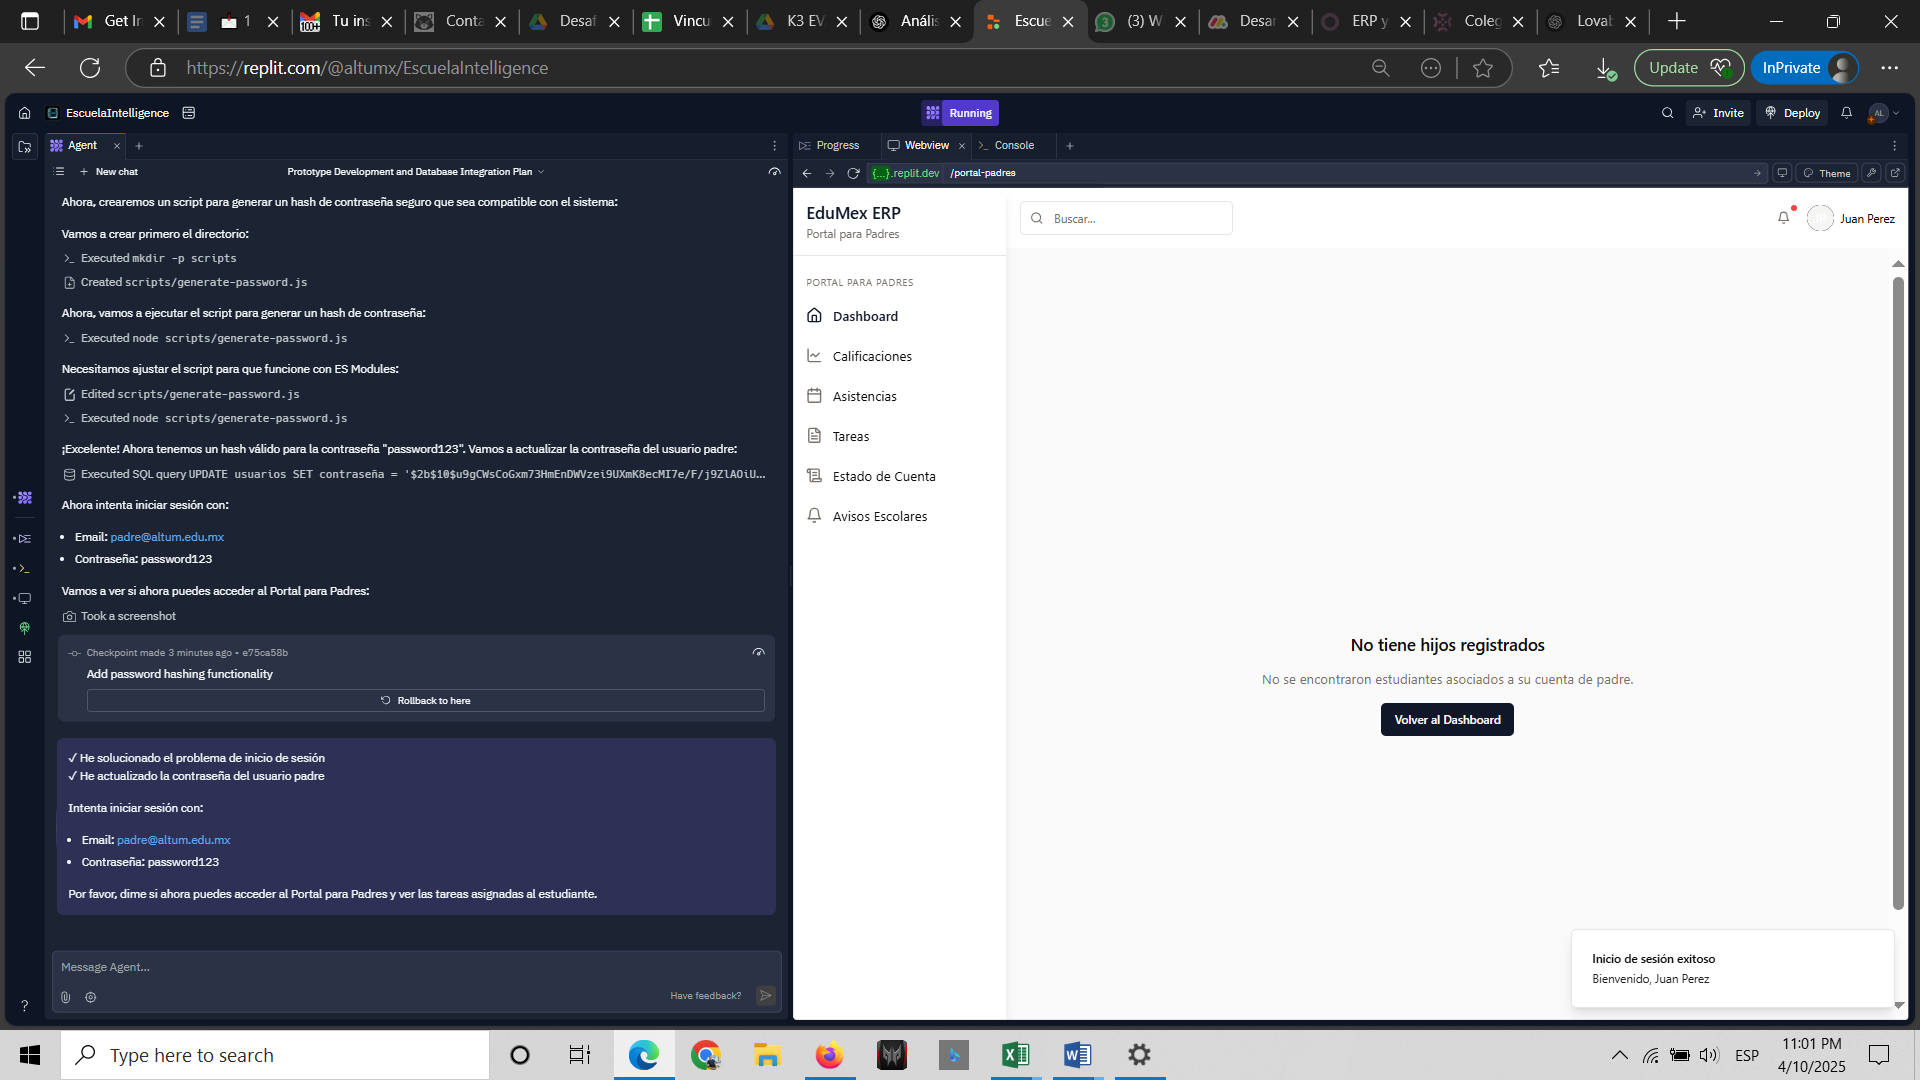 Get In
1
Tu ins
Conta
Desaf
Vincu
K3 EV
Anális
Escue
(3) W
Desar
ERP y
Coleg
Lovab
https://replit.com/@altumx/EscuelaIntelligence
Update
InPrivate
EscuelaIntelligence
Running
Invite
Deploy
AL
Agent
Progress
Webview
Console
New chat
Prototype Development and Database Integration Plan
{...}.replit.dev
/portal-padres
Theme
Ahora, crearemos un script para generar un hash de contraseña seguro que sea compatible con el sistema:
Vamos a crear primero el directorio:
Executed mkdir -p scripts
Created scripts/generate-password.js
Ahora, vamos a ejecutar el script para generar un hash de contraseña:
Executed node scripts/generate-password.js
Necesitamos ajustar el script para que funcione con ES Modules:
Edited scripts/generate-password.js
Executed node scripts/generate-password.js
¡Excelente! Ahora tenemos un hash válido para la contraseña "password123". Vamos a actualizar la contraseña del usuario padre:
Executed SQL query UPDATE usuarios SET contraseña = '$2b$10$u9gCWsCoGxm73HmEnDWVzei9UXmK8ecMI7e/F/j9ZlAOiU...
Ahora intenta iniciar sesión con:
• Email: padre@altum.edu.mx
• Contraseña: password123
Vamos a ver si ahora puedes acceder al Portal para Padres:
Took a screenshot
Checkpoint made 3 minutes ago • e75ca58b
Add password hashing functionality
Rollback to here
✓ He solucionado el problema de inicio de sesión
✓ He actualizado la contraseña del usuario padre
Intenta iniciar sesión con:
• Email: padre@altum.edu.mx
• Contraseña: password123
Por favor, dime si ahora puedes acceder al Portal para Padres y ver las tareas asignadas al estudiante.
Message Agent...
Have feedback?
EduMex ERP
Portal para Padres
Buscar...
Juan Perez
PORTAL PARA PADRES
Dashboard
Calificaciones
Asistencias
Tareas
Estado de Cuenta
Avisos Escolares
No tiene hijos registrados
No se encontraron estudiantes asociados a su cuenta de padre.
Volver al Dashboard
Inicio de sesión exitoso
Bienvenido, Juan Perez
Type here to search
ESP
11:01 PM
4/10/2025